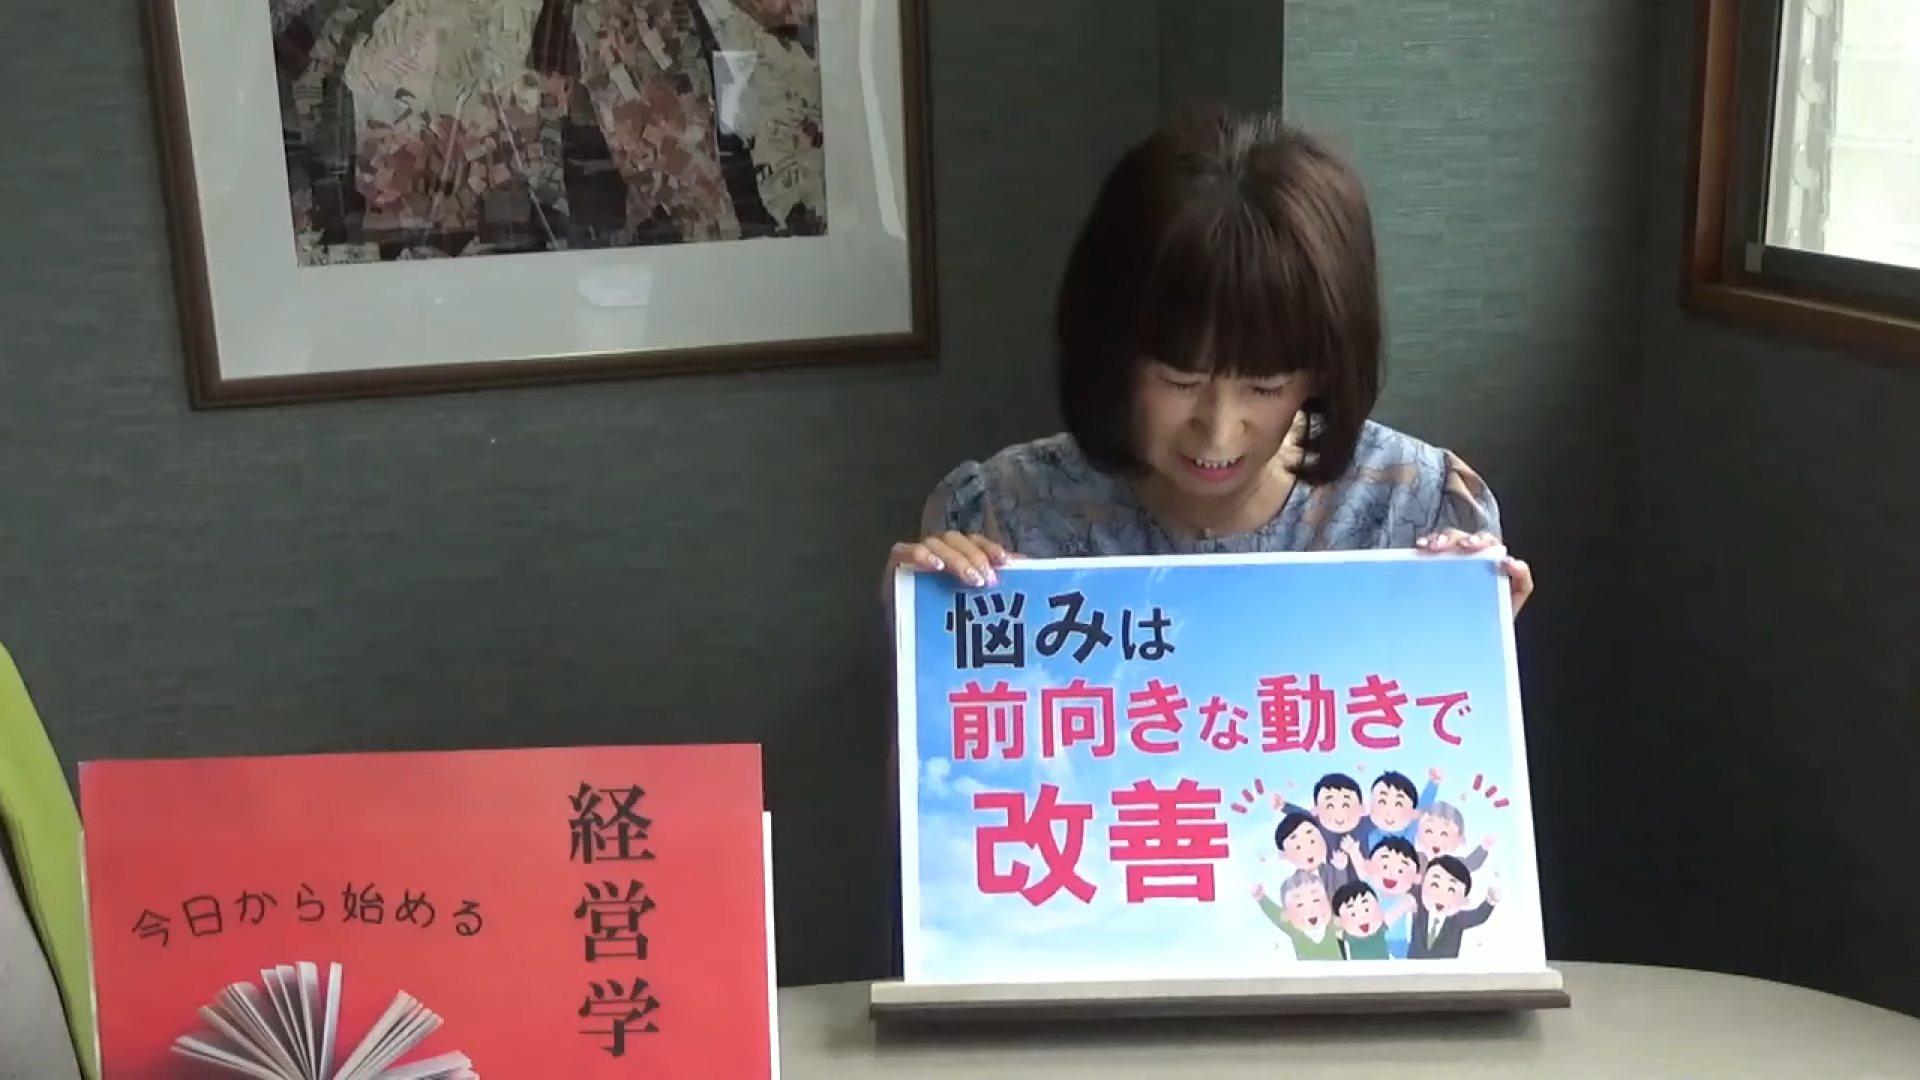 悩みは
前向きな動きで
改善
経営学
今日から始める